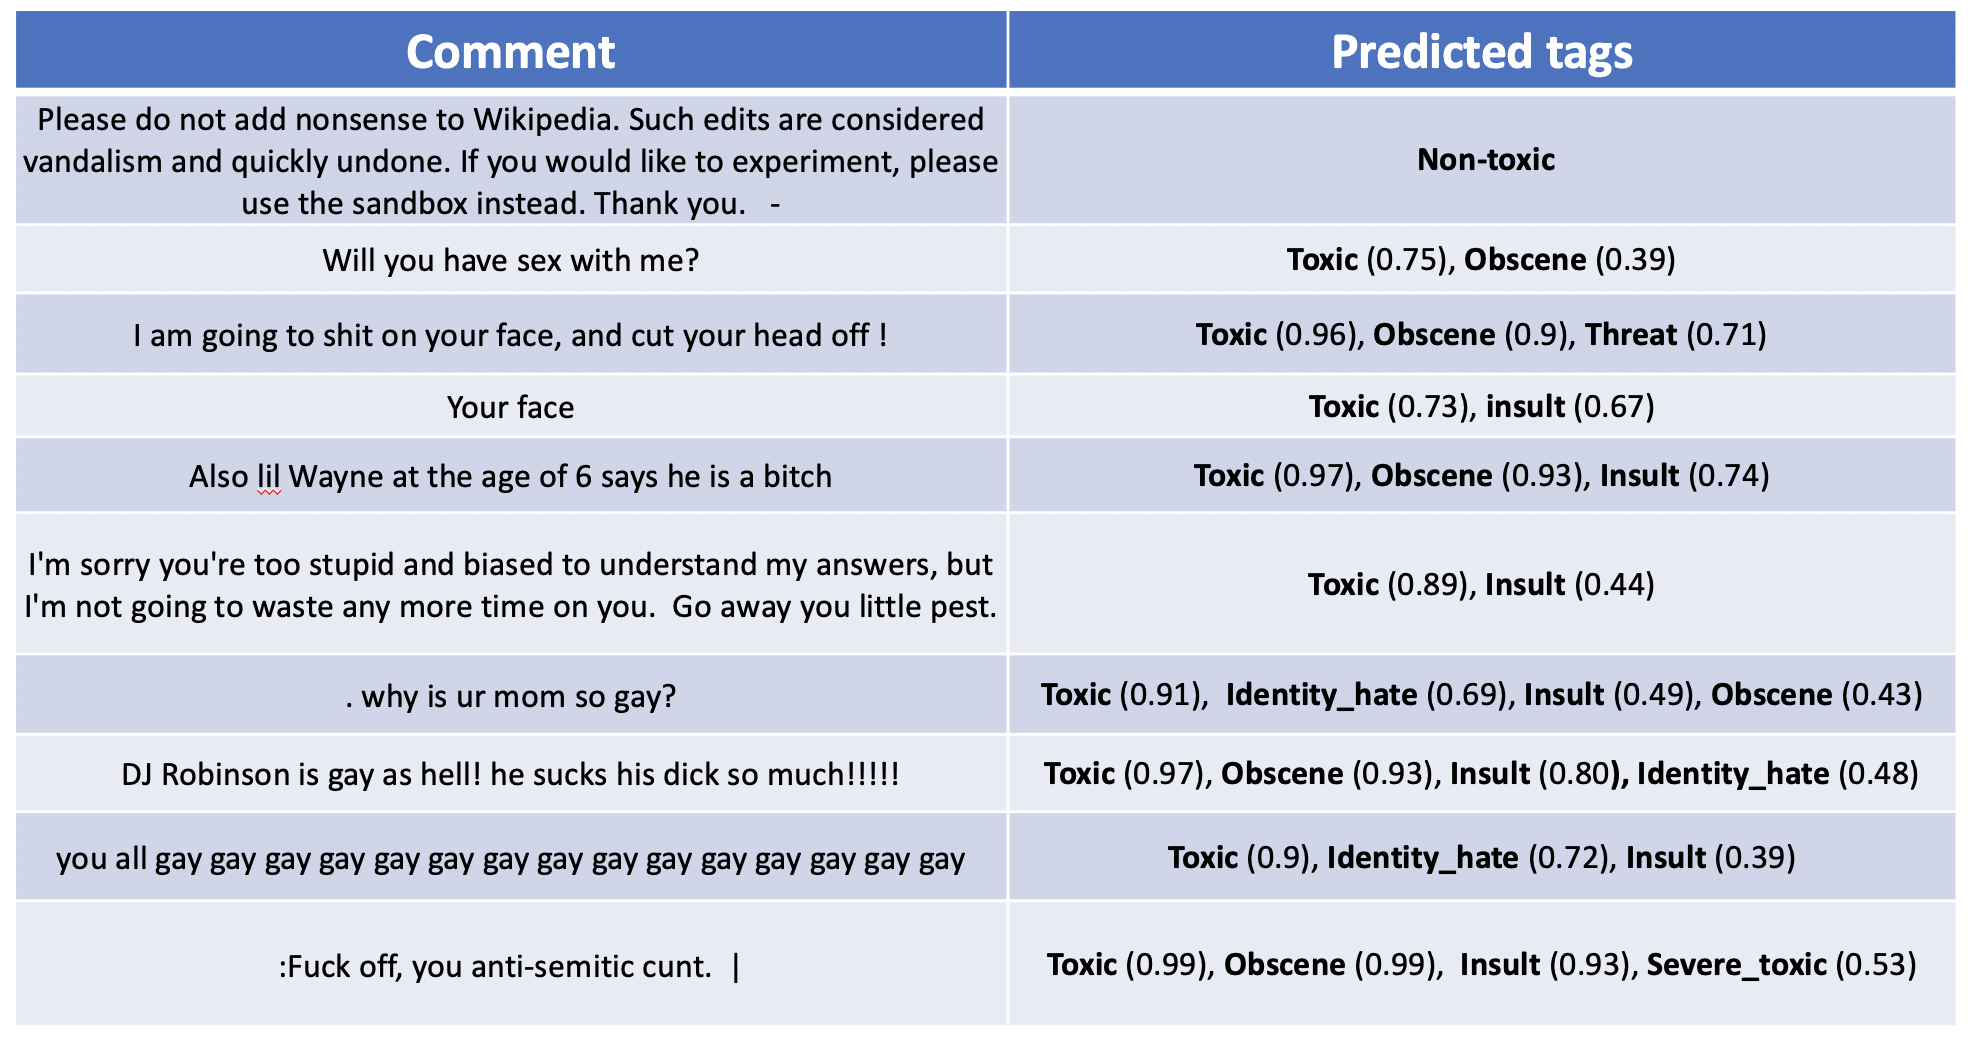 Comment
Predicted tags
Please do not add nonsense to Wikipedia. Such edits are considered
vandalism and quickly undone. If you would like to experiment, please
use the sandbox instead. Thank you.   -
Non-toxic
Will you have sex with me?
Toxic (0.75), Obscene (0.39)
I am going to shit on your face, and cut your head off !
Toxic (0.96), Obscene (0.9), Threat (0.71)
Your face
Toxic (0.73), insult (0.67)
Also lil Wayne at the age of 6 says he is a bitch
Toxic (0.97), Obscene (0.93), Insult (0.74)
I'm sorry you're too stupid and biased to understand my answers, but
I'm not going to waste any more time on you.  Go away you little pest.
Toxic (0.89), Insult (0.44)
. why is ur mom so gay?
Toxic (0.91),  Identity_hate (0.69), Insult (0.49), Obscene (0.43)
DJ Robinson is gay as hell! he sucks his dick so much!!!!!
Toxic (0.97), Obscene (0.93), Insult (0.80), Identity_hate (0.48)
you all gay gay gay gay gay gay gay gay gay gay gay gay gay gay gay
Toxic (0.9), Identity_hate (0.72), Insult (0.39)
:Fuck off, you anti-semitic cunt.  |
Toxic (0.99), Obscene (0.99),  Insult (0.93), Severe_toxic (0.53)